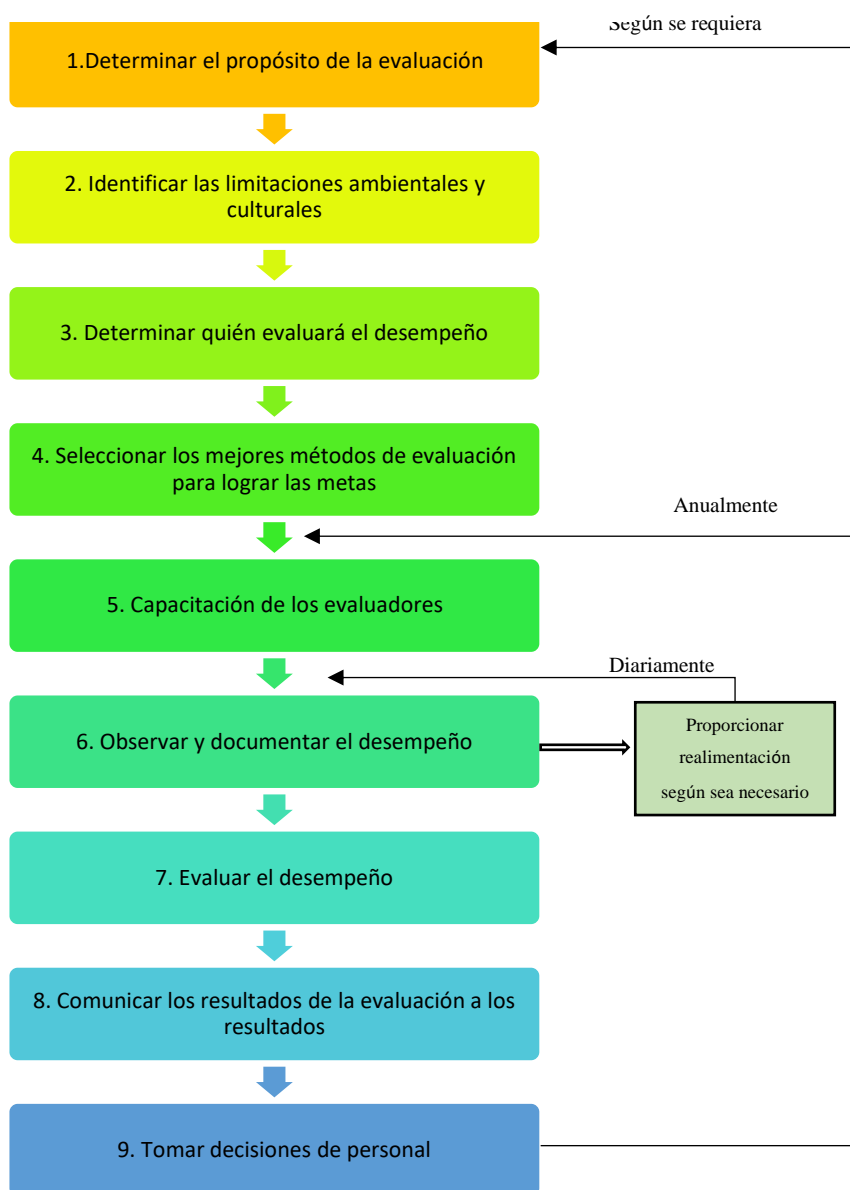 Según se requiera
1.Determinar el propósito de la evaluación
2. Identificar las limitaciones ambientales y
culturales
3. Determinar quién evaluará el desempeño
4. Seleccionar los mejores métodos de evaluación
para lograr las metas
Anualmente
5. Capacitación de los evaluadores
Diariamente
6. Observar y documentar el desempeño
Proporcionar
realimentación
según sea necesario
7. Evaluar el desempeño
8. Comunicar los resultados de la evaluación a los
resultados
9. Tomar decisiones de personal